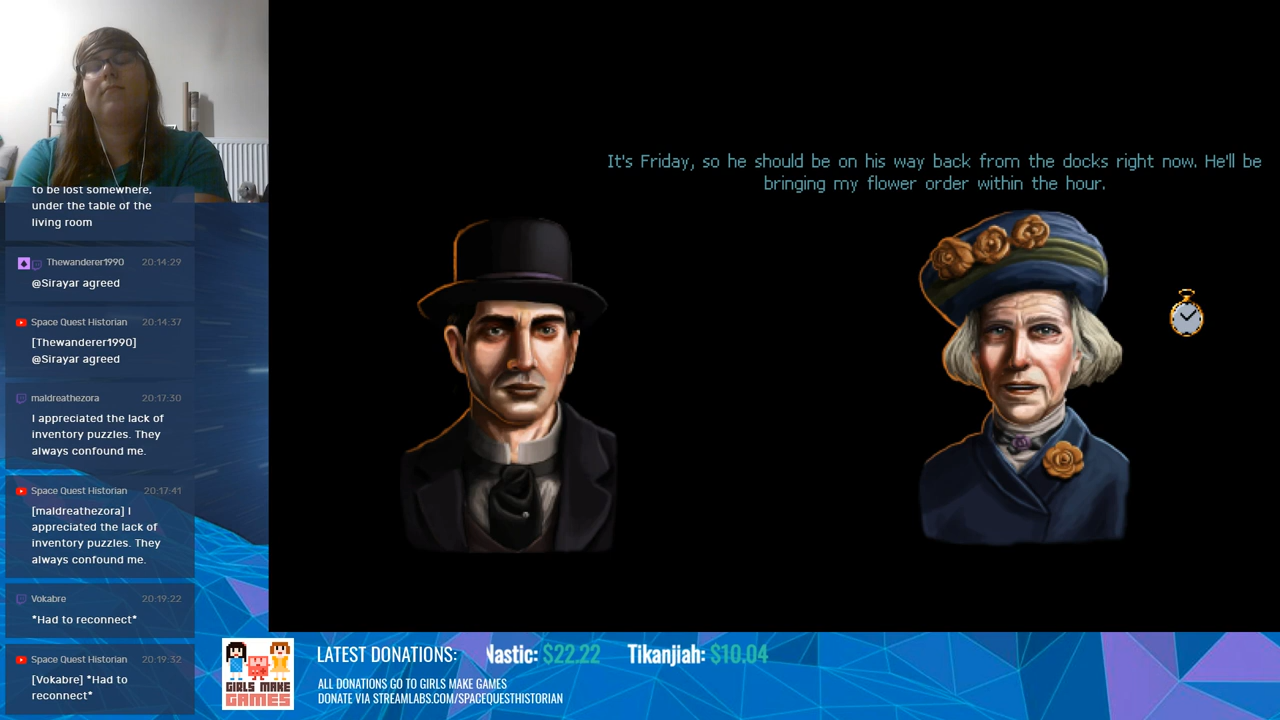 to be lost somewhere,
under the table of the
living room
Thewanderer1990 20:14:29
@Sirayar agreed
Space Quest Historian 20:14:37
[Thewanderer1990]
@Sirayar agreed
maldreathezora 20:17:30
I appreciated the lack of
inventory puzzles. They
always confound me.
Space Quest Historian 20:17:41
[maldreathezora] I
appreciated the lack of
inventory puzzles. They
always confound me.
Vokabre 20:19:22
*Had to reconnect*
Space Quest Historian 20:19:32
[Vokabre] *Had to
reconnect*
It's Friday, so he should be on his way back from the docks right now. He'll be
bringing my flower order within the hour.
GIRLS MAKE
GAMES
LATEST DONATIONS: Nastic: $22.22 Tikanjiah: $10.04
ALL DONATIONS GO TO GIRLS MAKE GAMES
DONATE VIA STREAMLABS.COM/SPACEQUESTHISTORIAN